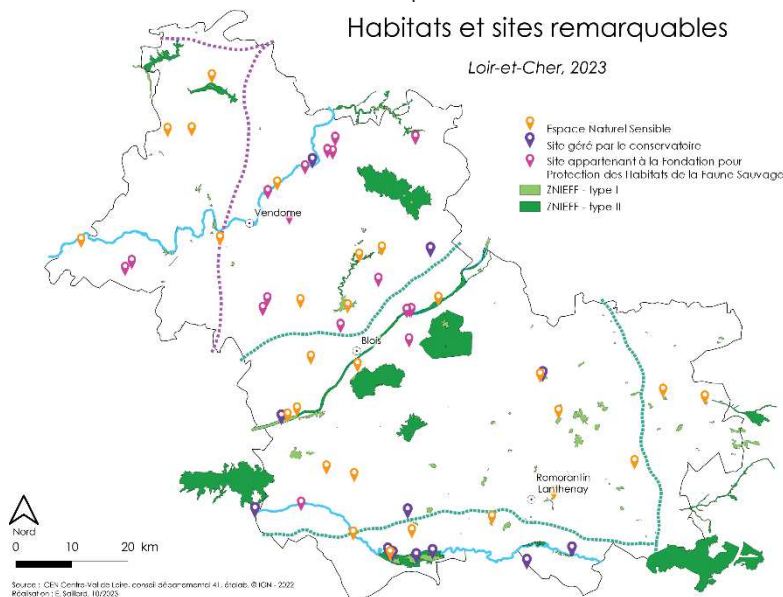 Habitats et sites remarquables
Loir-et-Cher, 2023
Espace Naturel Sensible
Site géré par le conservatoire
Site appartenant à la Fondation pour
Protection des Habitats de la Faune Sauvage
ZNIEFF - type I
ZNIEFF - type II
Vendome
Blois
Romorantin
Lanthenay
Nord
0 10 20 km
Source : CEN Centre-Val de Loire, conseil départemental 41, étalab, © IGN - 2022
Réalisation : E. Saillard, 10/2023